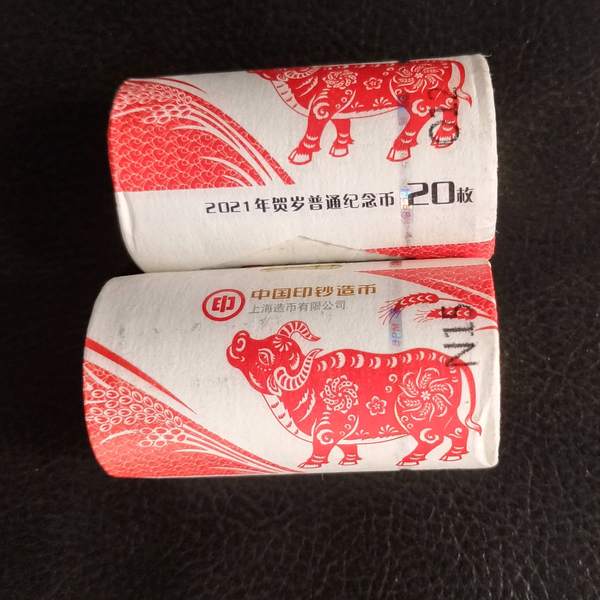 2021年贺岁普通纪念币 20枚
印 中国印钞造币
上海造币有限公司